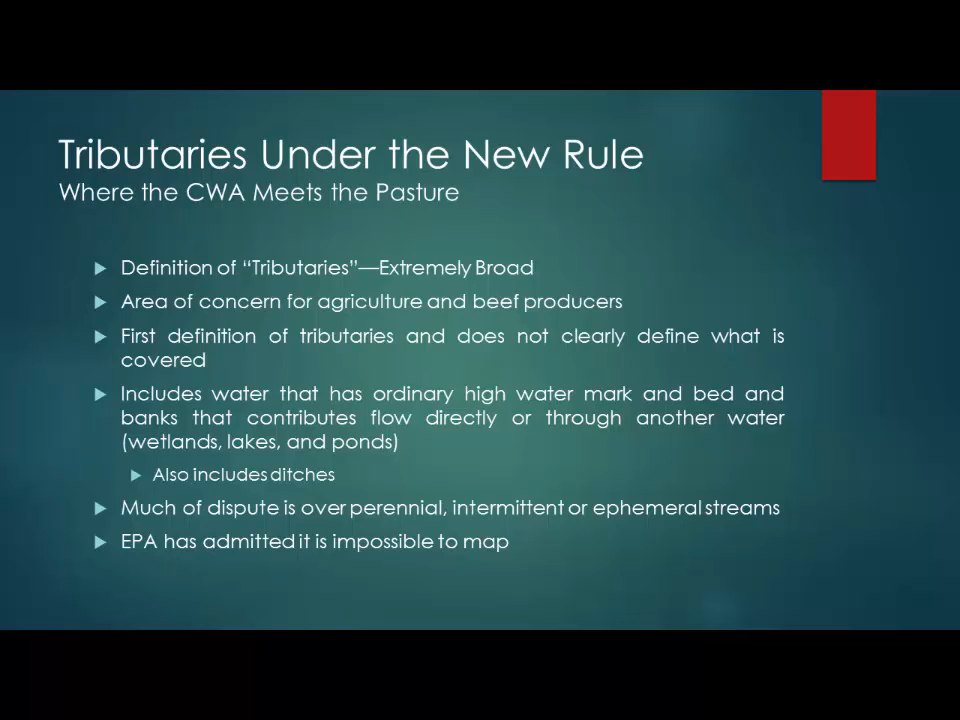 Tributaries Under the New Rule
Where the CWA Meets the Pasture
Definition of “Tributaries”—Extremely Broad
Area of concern for agriculture and beef producers
First definition of tributaries and does not clearly define what is
covered
Includes water that has ordinary high water mark and bed and
banks that contributes flow directly or through another water
(wetlands, lakes, and ponds)
Also includes ditches
Much of dispute is over perennial, intermittent or ephemeral streams
EPA has admitted it is impossible to map